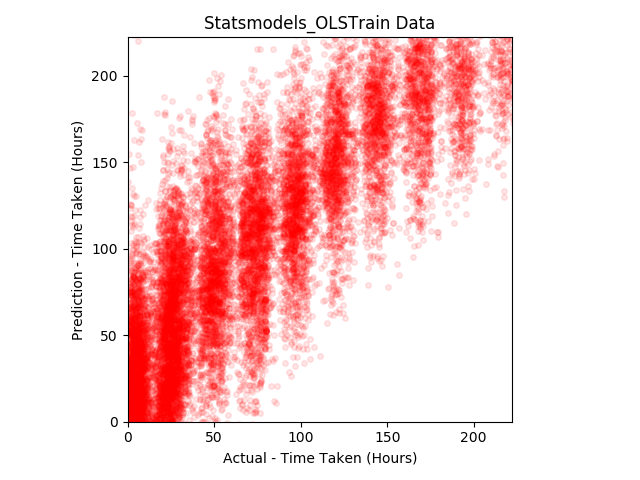 Statsmodels_OLSTrain Data
Prediction - Time Taken (Hours)
200
150
100
50
0
0 50 100 150 200
Actual - Time Taken (Hours)